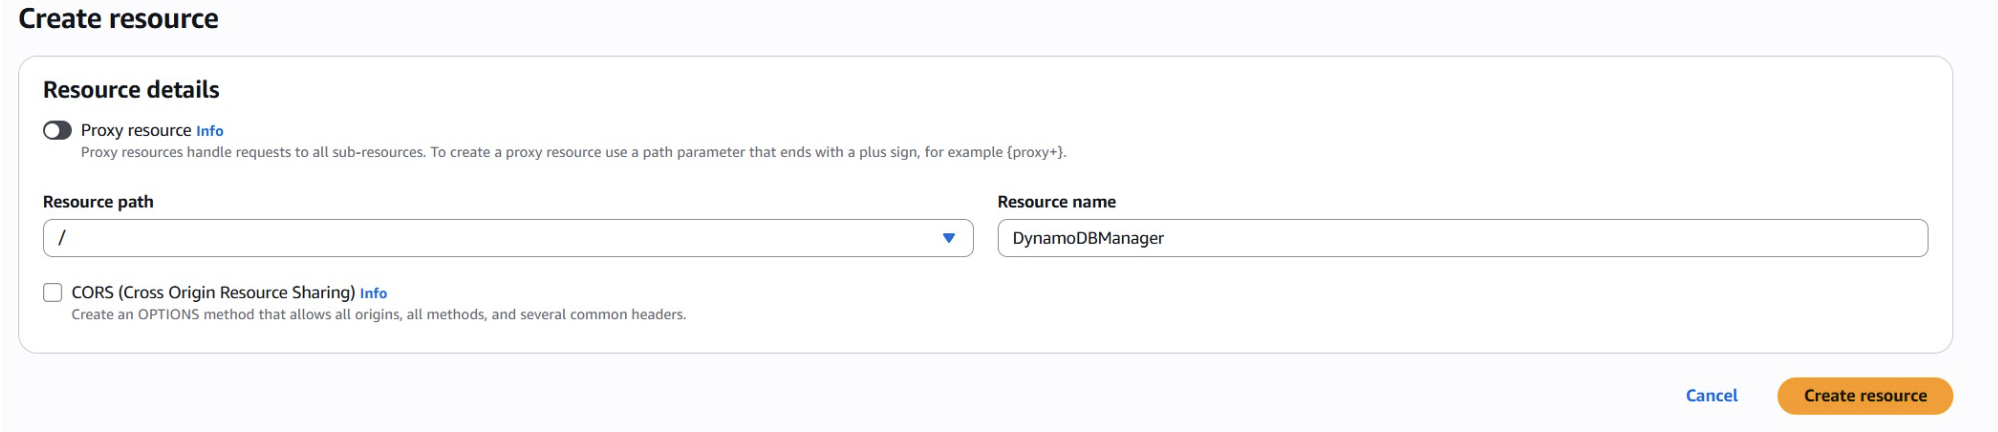 Create resource
Resource details
Proxy resource Info
Proxy resources handle requests to all sub-resources. To create a proxy resource use a path parameter that ends with a plus sign, for example {proxy+}.
Resource path
Resource name
/
DynamoDBManager
CORS (Cross Origin Resource Sharing) Info
Create an OPTIONS method that allows all origins, all methods, and several common headers.
Cancel
Create resource